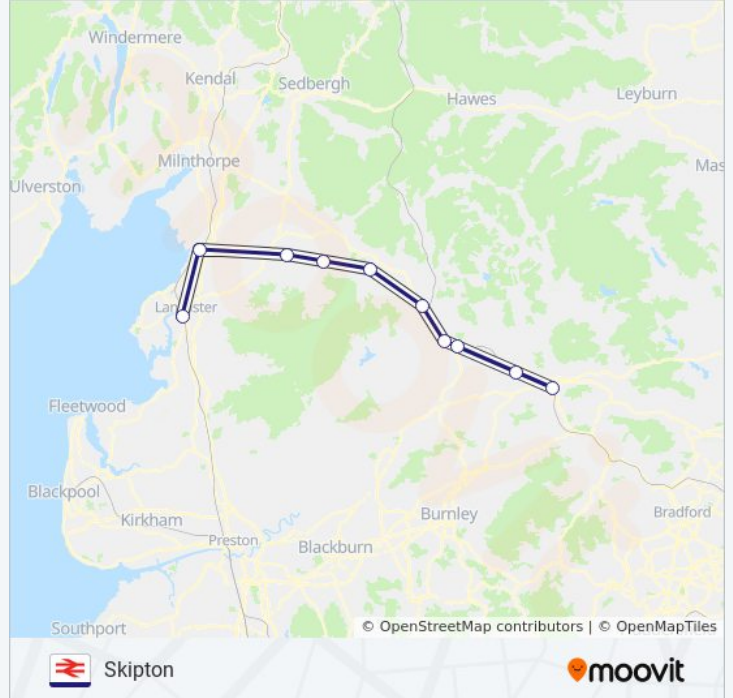 Windermere
Kendal
Sedbergh
Hawes
Leyburn
Milnthorpe
Mas
Ulverston
Lancaster
Fleetwood
Blackpool
Kirkham
Preston
Blackburn
Burnley
Bradford
Southport
© OpenStreetMap contributors | © OpenMapTiles
Skipton
moovit